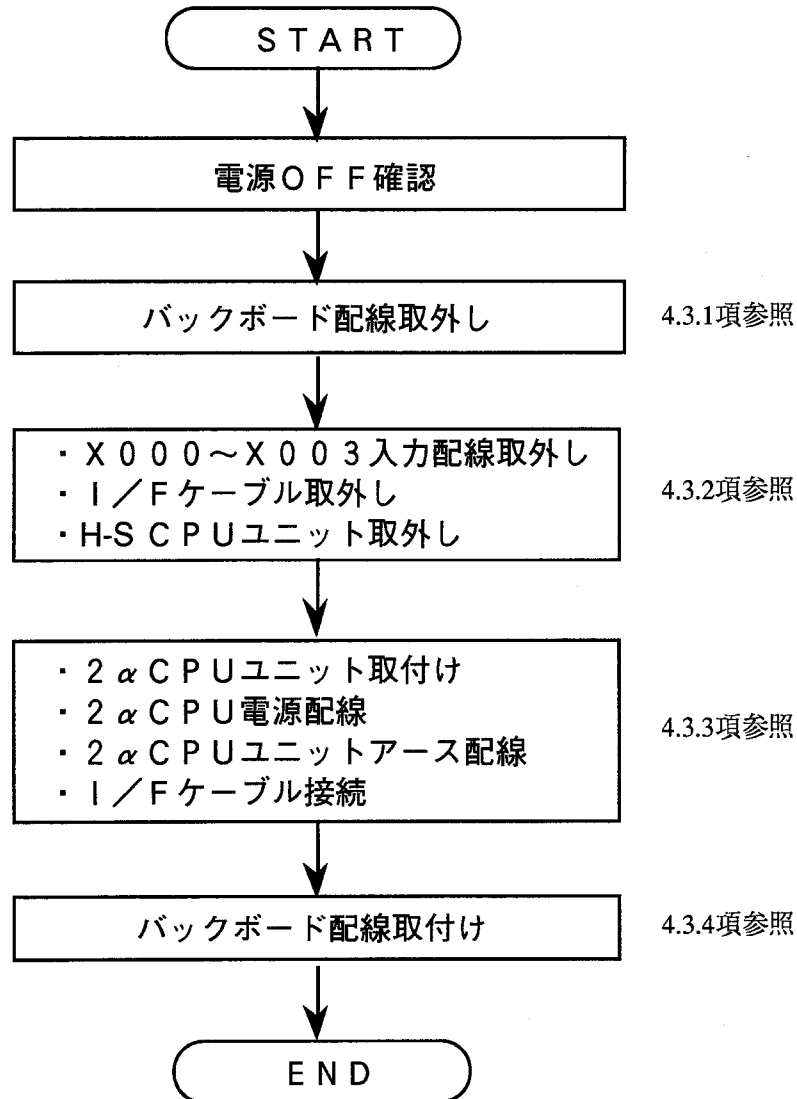 ＳＴＡＲＴ
電源ＯＦＦ確認
バックボード配線取外し
4.3.1項参照
・Ｘ０００～Ｘ００３入力配線取外し
・Ｉ／Ｆケーブル取外し
・H-SＣＰＵユニット取外し
4.3.2項参照
・２αＣＰＵユニット取付け
・２αＣＰＵ電源配線
・２αＣＰＵユニットアース配線
・Ｉ／Ｆケーブル接続
4.3.3項参照
バックボード配線取付け
4.3.4項参照
ＥＮＤ